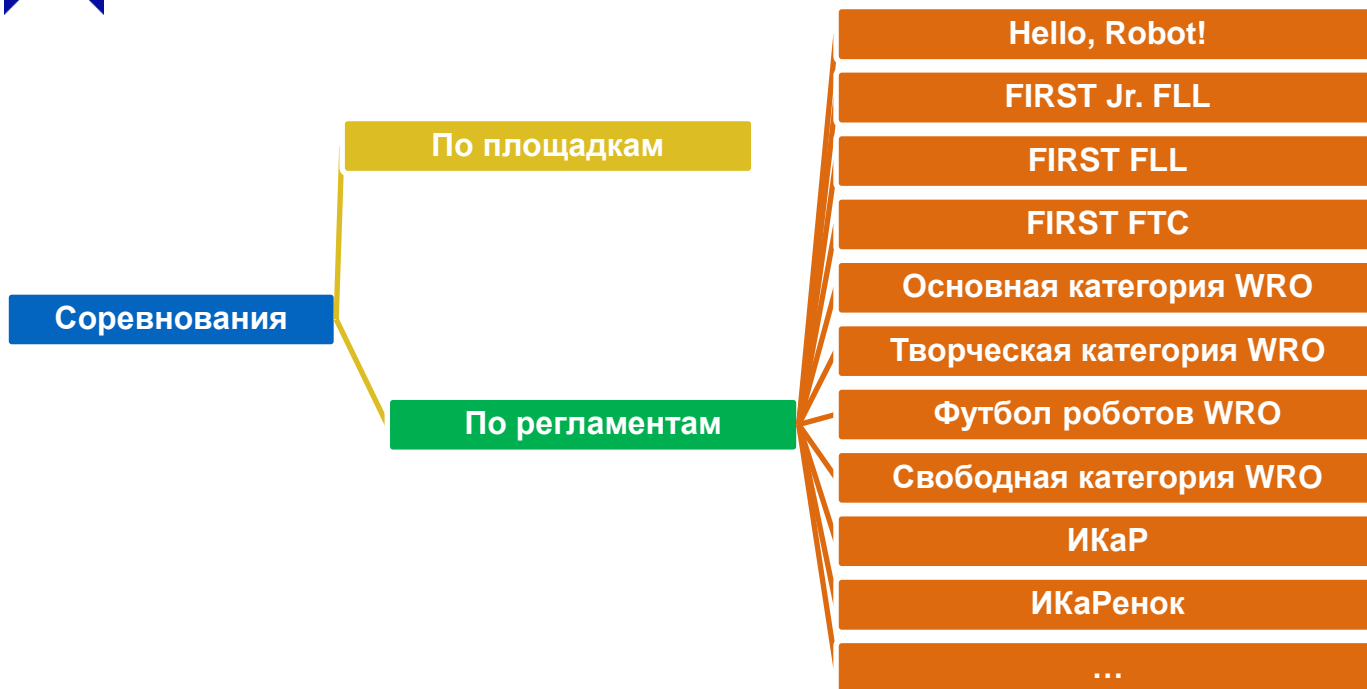 Соревнования
По площадкам
По регламентам
Hello, Robot!
FIRST Jr. FLL
FIRST FLL
FIRST FTC
Основная категория WRO
Творческая категория WRO
Футбол роботов WRO
Свободная категория WRO
ИКаР
ИКаРенок
...